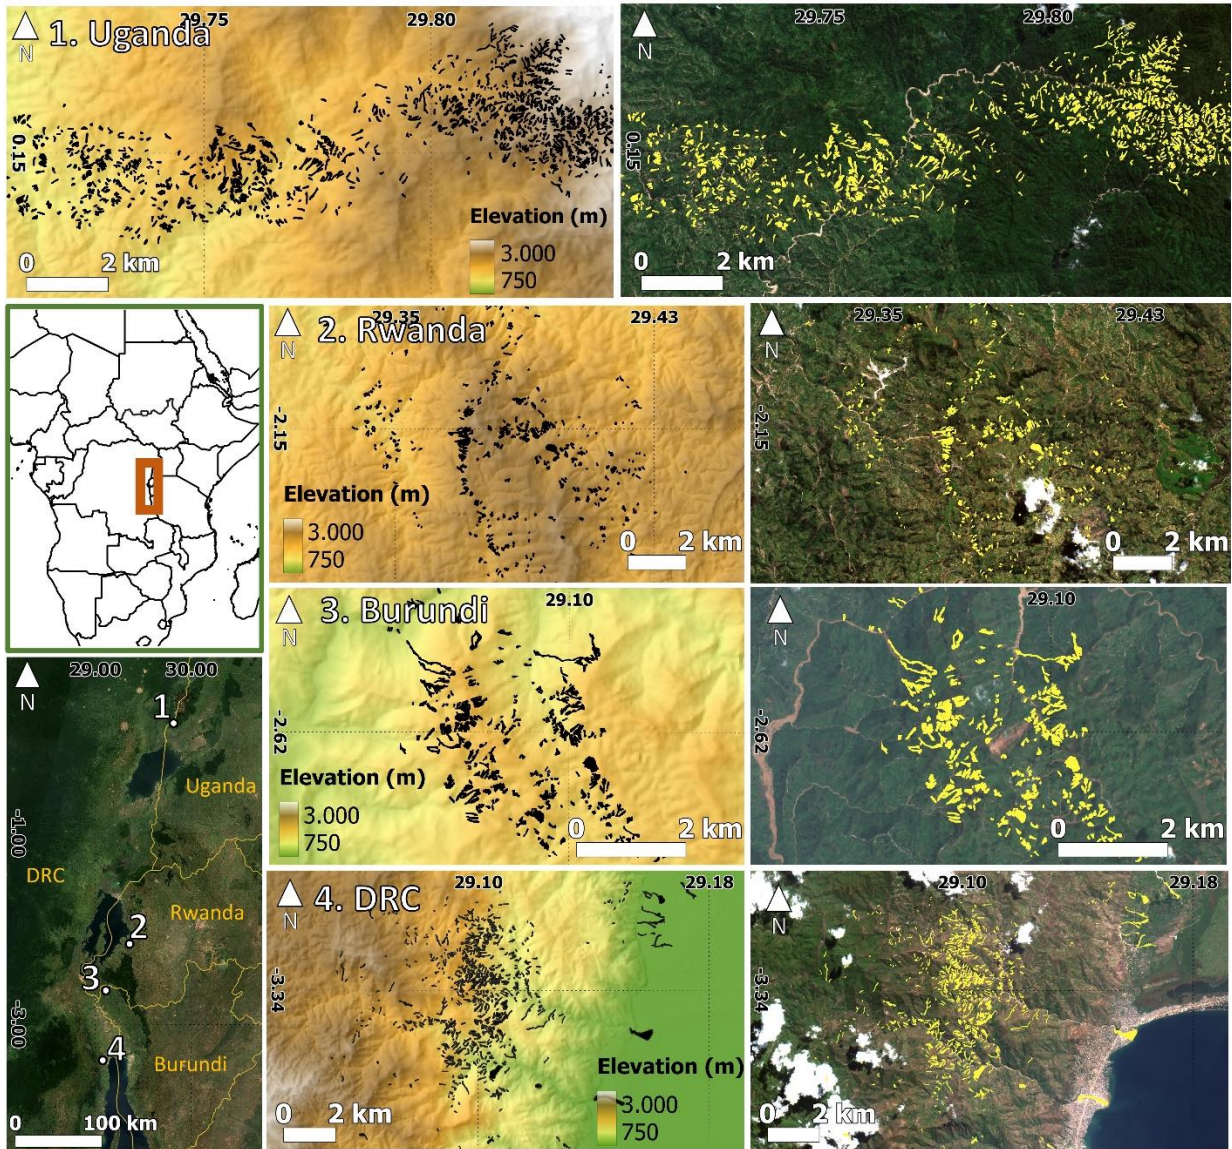 29.75 29.80
1. Uganda
N
0.15
Elevation (m)
3.000
750
0 2 km
29.75 29.80
N
0.15
0 2 km
29.35 29.43
2. Rwanda
N
-2.15
Elevation (m)
3.000
750
0 2 km
29.35 29.43
N
-2.15
0 2 km
29.10
3. Burundi
N
-2.62
Elevation (m)
3.000
750
0 2 km
29.10
N
-2.62
0 2 km
29.00 30.00
N
1
Uganda
-1.00
DRC
Rwanda
2
3
-3.00
4
Burundi
0 100 km
29.10 29.18
4. DRC
N
-3.34
Elevation (m)
3.000
750
0 2 km
29.10 29.18
N
-3.34
0 2 km